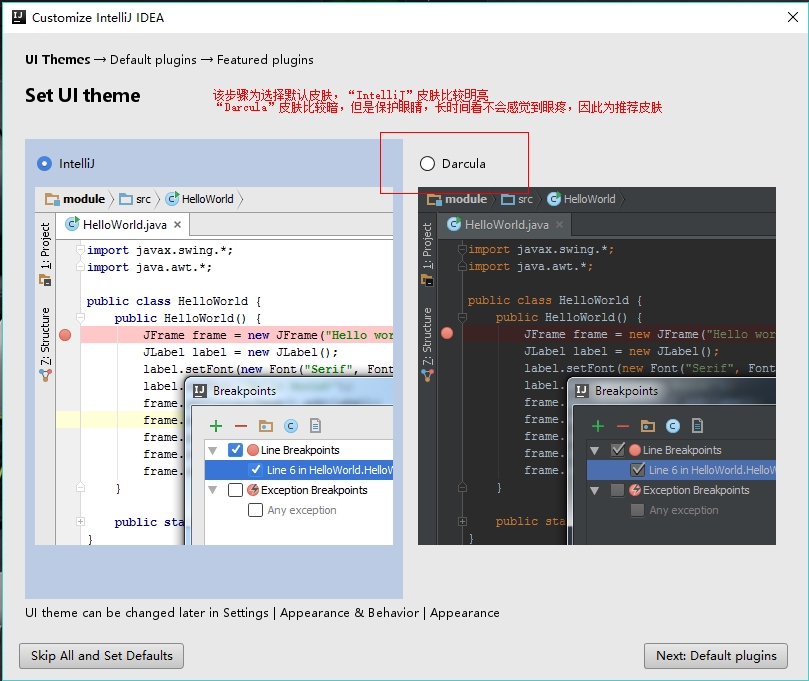 Customize IntelliJ IDEA
UI Themes → Default plugins → Featured plugins
Set UI theme
该步骤为选择默认皮肤，“IntelliJ”皮肤比较明亮
“Darcula”皮肤比较暗，但是保护眼睛，长时间看不会感觉到眼疼，因此为推荐皮肤
IntelliJ
module src HelloWorld
HelloWorld.java
1: Project
7: Structure
import javax.swing.*;
import java.awt.*;
public class HelloWorld {
public HelloWorld() {
JFrame frame = new JFrame("Hello wor
JLabel label = new JLabel();
label.setFont(new Font("Serif", Font
label.
frame.
frame.
frame.
frame.
frame.
}
public sta
}
Breakpoints
Line Breakpoints
Line 6 in HelloWorld.HelloW
Exception Breakpoints
Any exception
Darcula
module src HelloWorld
HelloWorld.java
1: Project
7: Structure
import javax.swing.*;
import java.awt.*;
public class HelloWorld {
public HelloWorld() {
JFrame frame = new JFrame("Hello wor
JLabel label = new JLabel();
label.setFont(new Font("Serif", Font
label.
frame.
frame.
frame.
frame.
frame.
}
public sta
}
Breakpoints
Line Breakpoints
Line 6 in HelloWorld.HelloW
Exception Breakpoints
Any exception
UI theme can be changed later in Settings | Appearance & Behavior | Appearance
Skip All and Set Defaults
Next: Default plugins